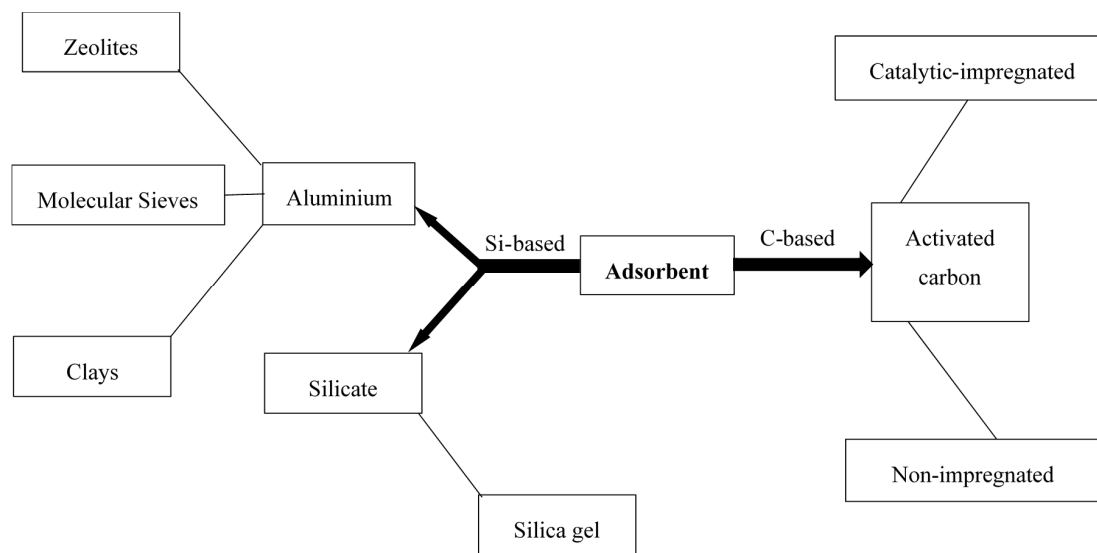 Zeolites
Catalytic-impregnated
Molecular Sieves
Aluminium
Si-based
Adsorbent
C-based
Activated
carbon
Clays
Silicate
Non-impregnated
Silica gel